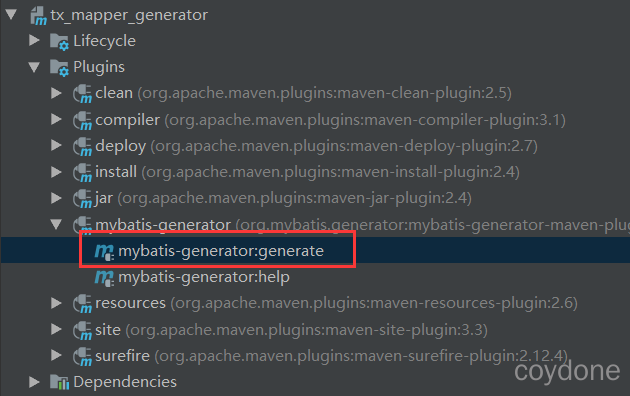 tx_mapper_generator
Lifecycle
Plugins
clean (org.apache.maven.plugins:maven-clean-plugin:2.5)
compiler (org.apache.maven.plugins:maven-compiler-plugin:3.1)
deploy (org.apache.maven.plugins:maven-deploy-plugin:2.7)
install (org.apache.maven.plugins:maven-install-plugin:2.4)
jar (org.apache.maven.plugins:maven-jar-plugin:2.4)
mybatis-generator (org.mybatis.generator:mybatis-generator-maven-plug
mybatis-generator:generate
mybatis-generator:help
resources (org.apache.maven.plugins:maven-resources-plugin:2.6)
site (org.apache.maven.plugins:maven-site-plugin:3.3)
surefire (org.apache.maven.plugins:maven-surefire-plugin:2.12.4)
Dependencies
coydone